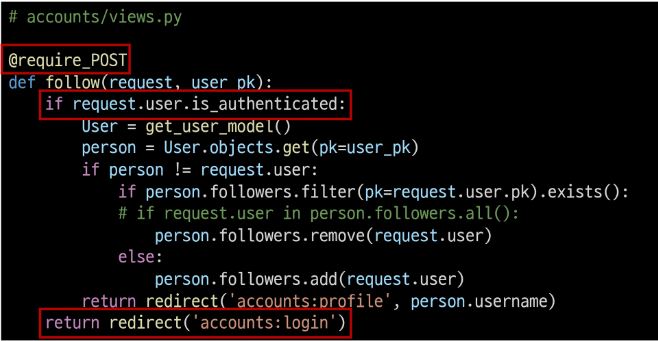 # accounts/views.py
@require_POST
def follow(request, user_pk):
if request.user.is_authenticated:
User = get_user_model()
person = User.objects.get(pk=user_pk)
if person != request.user:
if person.followers.filter(pk=request.user.pk).exists():
# if request.user in person.followers.all():
person.followers.remove(request.user)
else:
person.followers.add(request.user)
return redirect('accounts:profile', person.username)
return redirect('accounts:login')